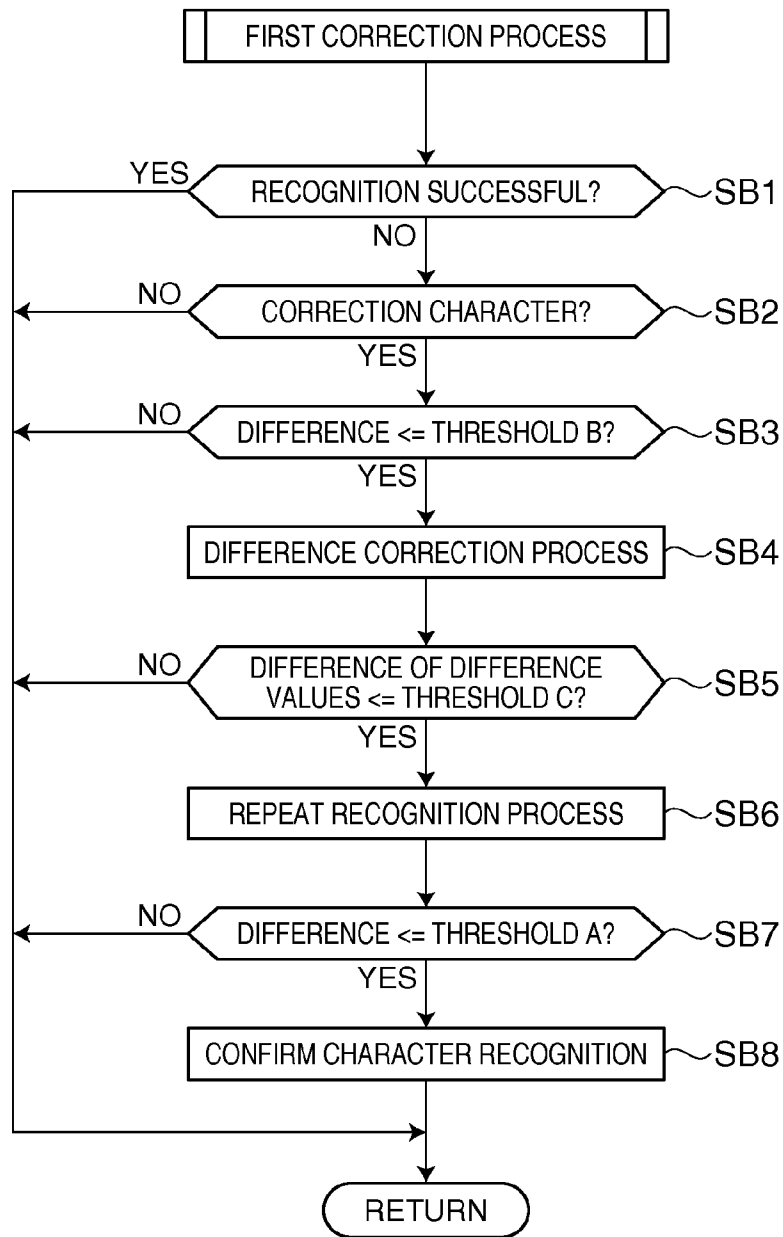 FIRST CORRECTION PROCESS
YES
RECOGNITION SUCCESSFUL?
SB1
NO
NO
CORRECTION CHARACTER?
SB2
YES
NO
DIFFERENCE <= THRESHOLD B?
SB3
YES
DIFFERENCE CORRECTION PROCESS
SB4
NO
DIFFERENCE OF DIFFERENCE
VALUES <= THRESHOLD C?
SB5
YES
REPEAT RECOGNITION PROCESS
SB6
NO
DIFFERENCE <= THRESHOLD A?
SB7
YES
CONFIRM CHARACTER RECOGNITION
SB8
RETURN